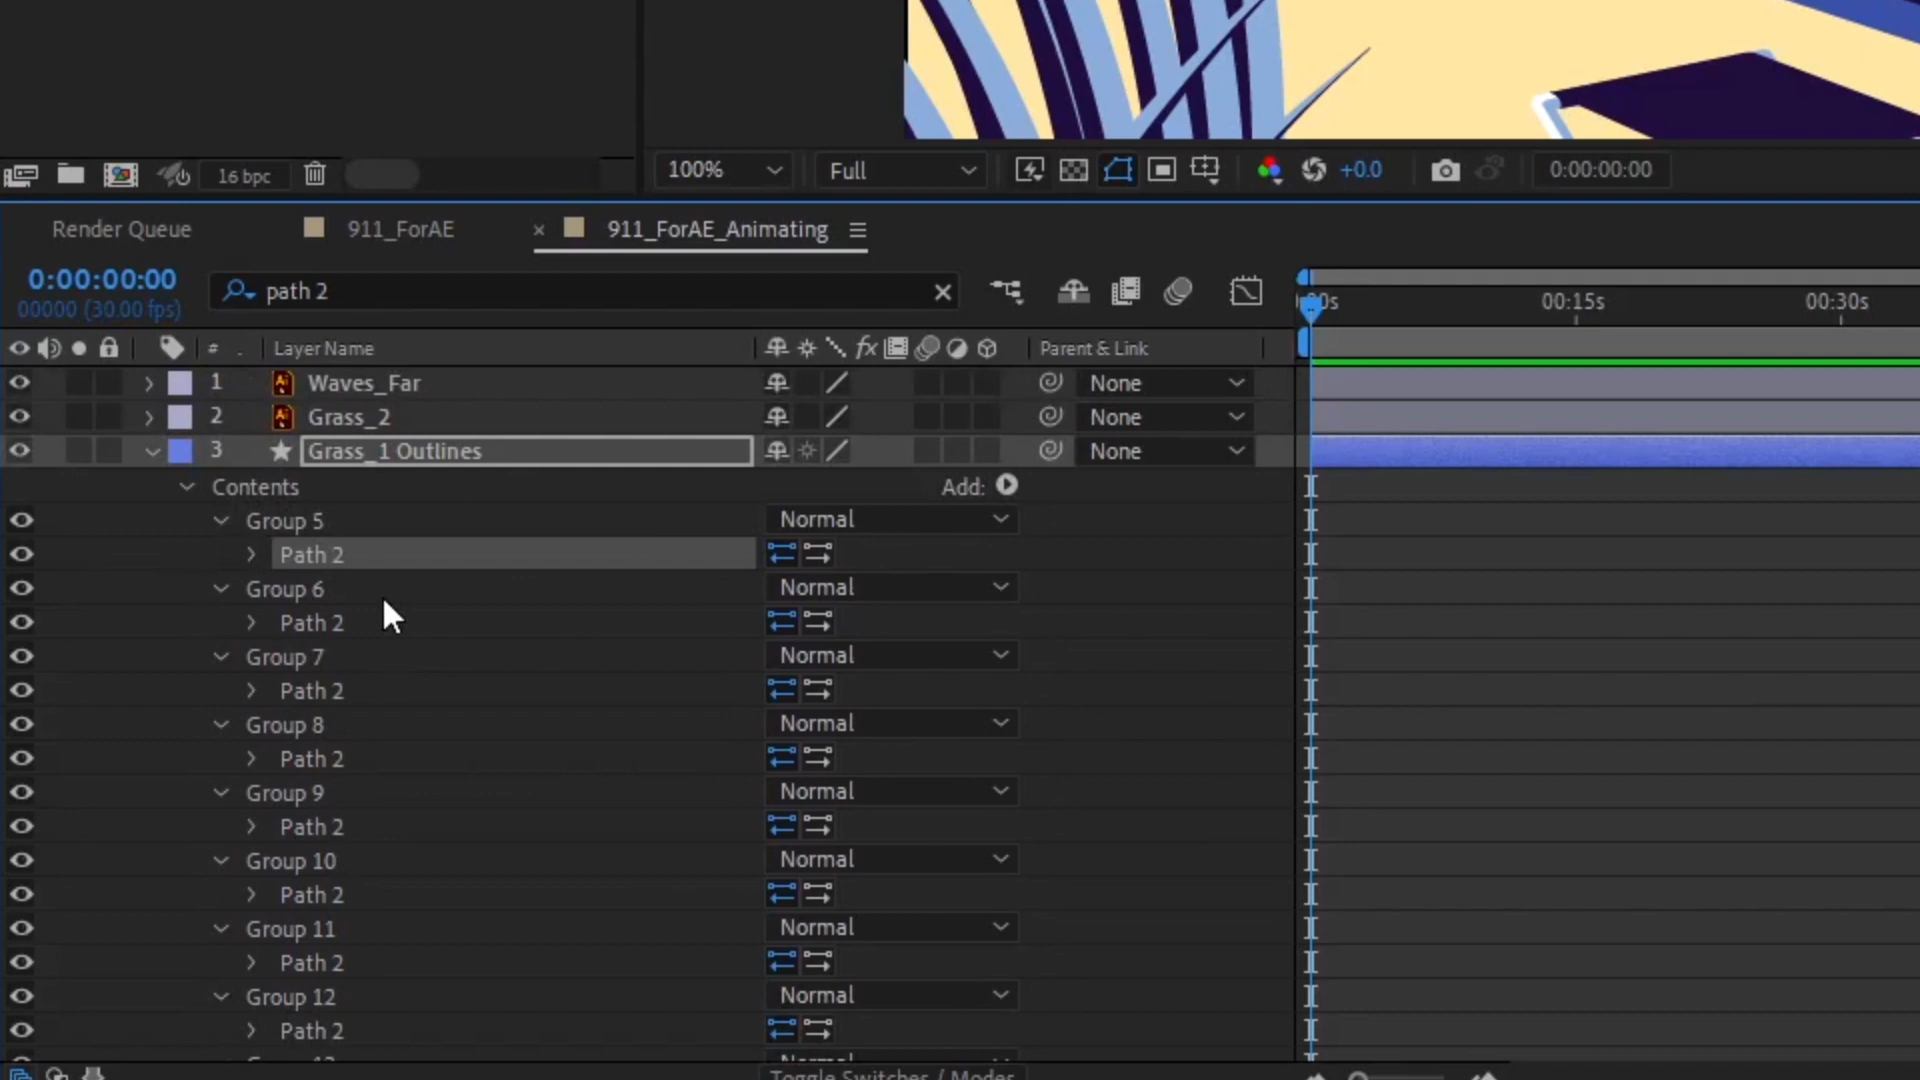 16 bpc
100%
Full
+0.0
0:00:00:00
Render Queue
911_ForAE
× 911_ForAE_Animating
0:00:00:00
00000 (30.00 fps)
path 2
00:15s
00:30s
# . Layer Name
fx
Parent & Link
1 Ai Waves_Far None
2 Ai Grass_2 None
3 Grass_1 Outlines None
Contents Add:
Group 5 Normal
Path 2
Group 6 Normal
Path 2
Group 7 Normal
Path 2
Group 8 Normal
Path 2
Group 9 Normal
Path 2
Group 10 Normal
Path 2
Group 11 Normal
Path 2
Group 12 Normal
Path 2
Toggle Switches / Modes